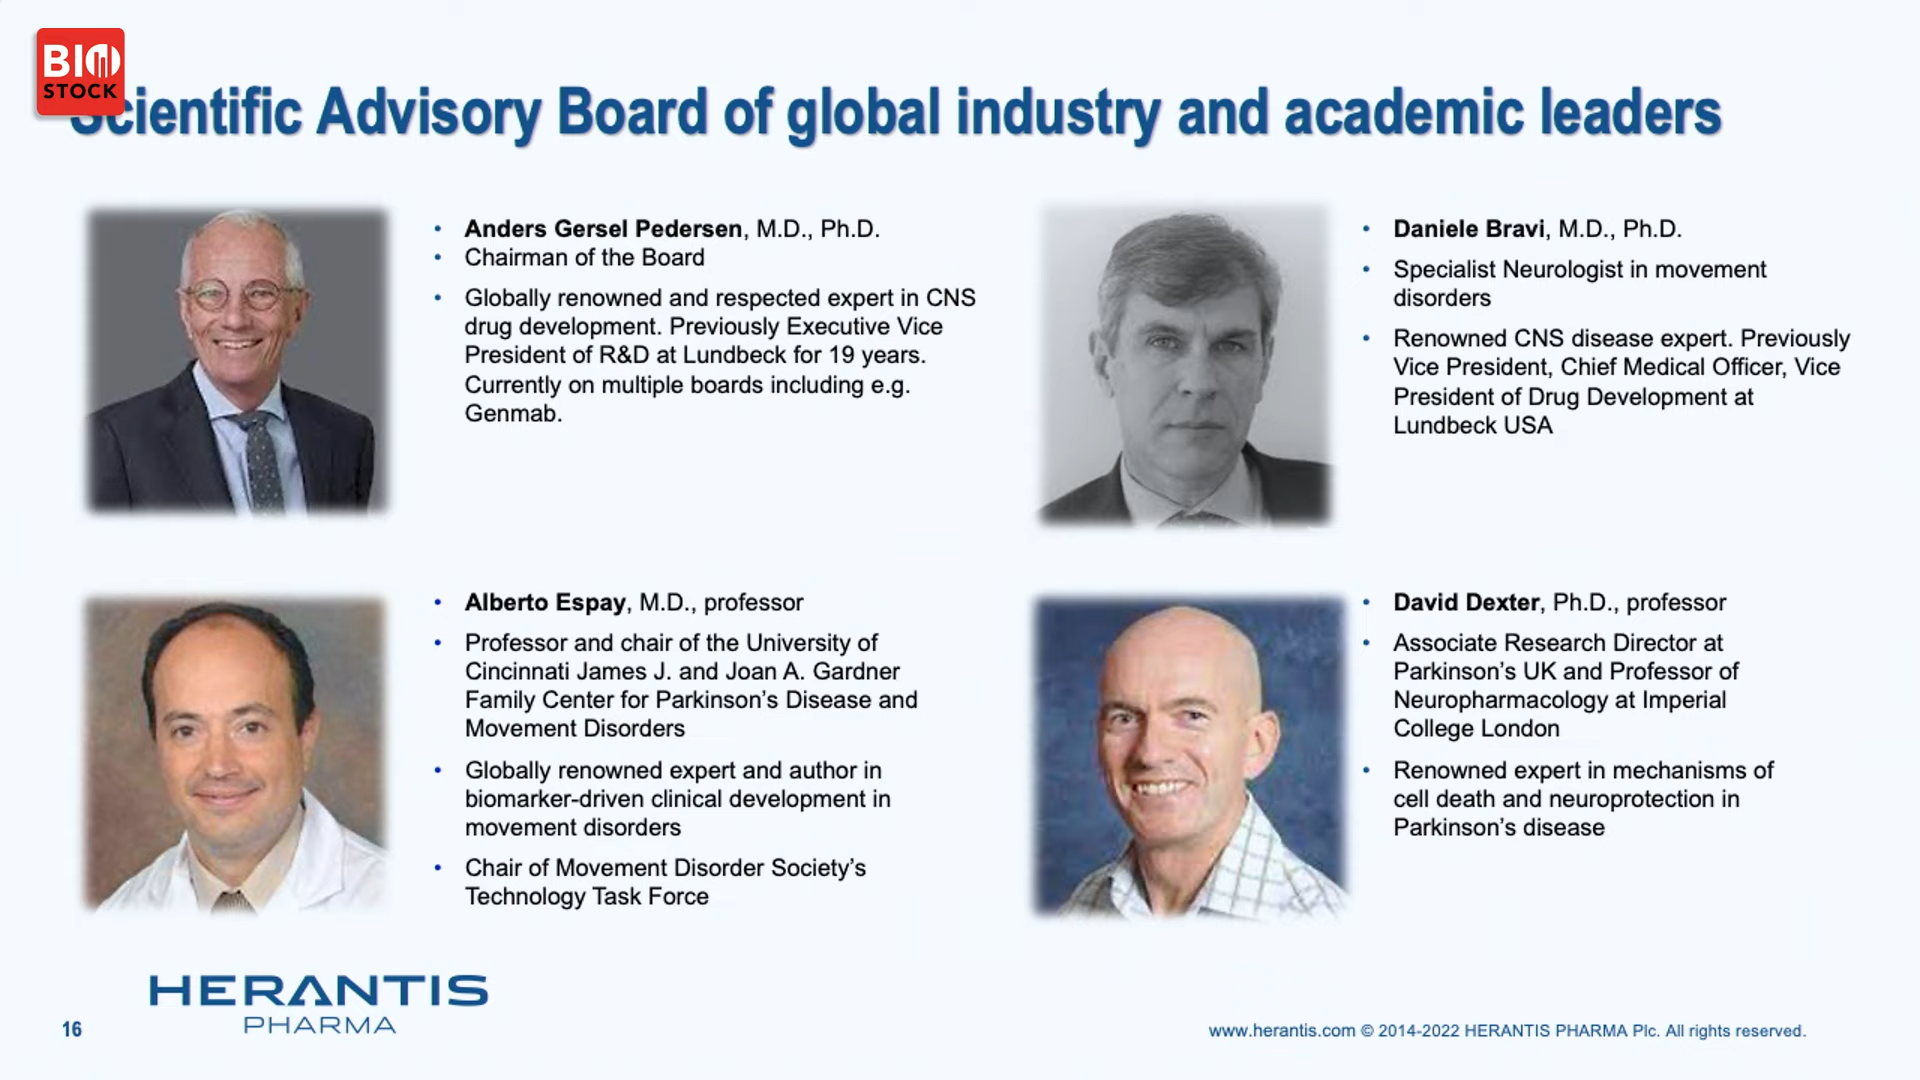 BIO
STOCK
Scientific Advisory Board of global industry and academic leaders
• Anders Gersel Pedersen, M.D., Ph.D.
• Chairman of the Board
• Globally renowned and respected expert in CNS
drug development. Previously Executive Vice
President of R&D at Lundbeck for 19 years.
Currently on multiple boards including e.g.
Genmab.
• Daniele Bravi, M.D., Ph.D.
• Specialist Neurologist in movement
disorders
• Renowned CNS disease expert. Previously
Vice President, Chief Medical Officer, Vice
President of Drug Development at
Lundbeck USA
• Alberto Espay, M.D., professor
• Professor and chair of the University of
Cincinnati James J. and Joan A. Gardner
Family Center for Parkinson’s Disease and
Movement Disorders
• Globally renowned expert and author in
biomarker-driven clinical development in
movement disorders
• Chair of Movement Disorder Society’s
Technology Task Force
• David Dexter, Ph.D., professor
• Associate Research Director at
Parkinson’s UK and Professor of
Neuropharmacology at Imperial
College London
• Renowned expert in mechanisms of
cell death and neuroprotection in
Parkinson’s disease
HERANTIS
PHARMA
16
www.herantis.com © 2014-2022 HERANTIS PHARMA Plc. All rights reserved.